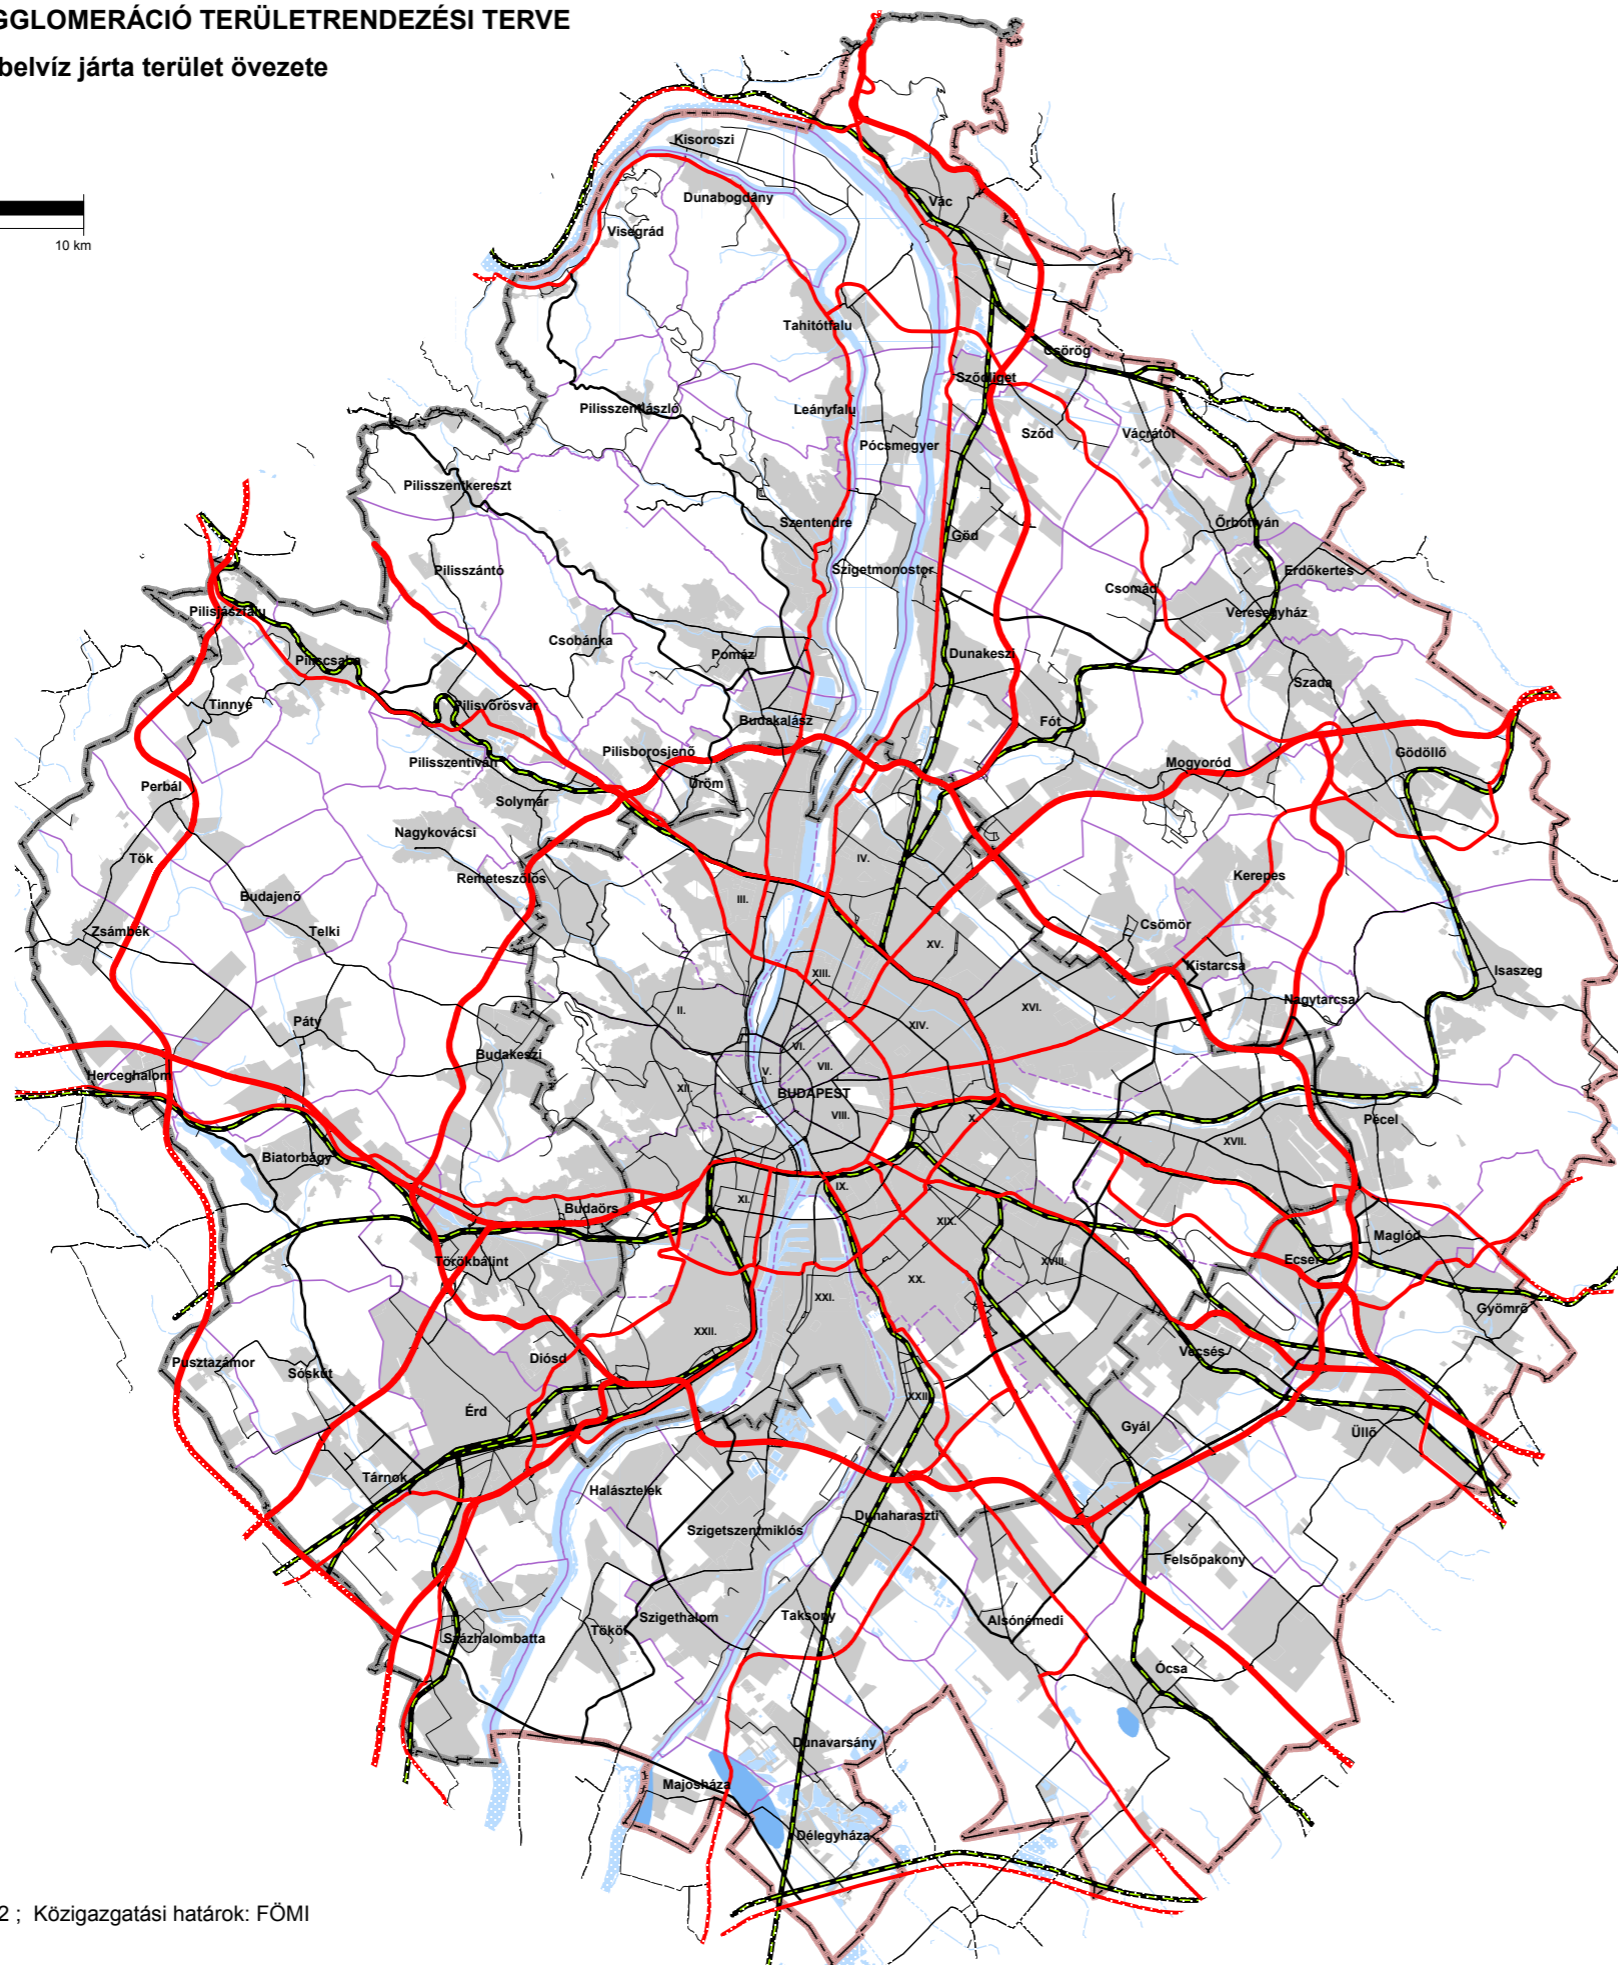 GGLOMERÁCIÓ TERÜLETRENDEZÉSI TERVE
belvíz járta terület övezete
10 km
Kisoroszi
Dunabogdány
Vác
Visegrád
Tahitótfalu
Csörög
Sződliget
Pilisszentlászló
Leányfalu
Sződ
Vácrátót
Pócsmegyer
Pilisszentkereszt
Szentendre
Őrbottyán
Göd
Szigetmonostor
Pilisszántó
Erdőkertes
Csomád
Pilisjászfalu
Veresegyház
Csobánka
Pomáz
Dunakeszi
Piliscsaba
Szada
Tinnye
Pilisvörösvár
Budakalász
Fót
Pilisborosjenő
Gödöllő
Pilisszentiván
Mogyoród
Perbál
Üröm
Solymár
Nagykovácsi
Tök
IV.
Kerepes
Remeteszőlős
Budajenő
III.
Csömör
Zsámbék
Telki
XV.
Kistarcsa
XIII.
Isaszeg
Nagytarcsa
II.
XVI.
Páty
XIV.
VI.
Budakeszi
VII.
V.
Herceghalom
XII.
I.
BUDAPEST
VIII.
X.
Pécel
XVII.
Biatorbágy
IX.
XI.
Budaörs
XIX.
Maglód
Törökbálint
XVIII.
Ecser
XX.
XXI.
Gyömrő
XXII.
Vecsés
Diósd
Pusztazámor
Sóskút
XXII
Érd
Gyál
Üllő
Tárnok
Halásztelek
Dunaharaszti
Szigetszentmiklós
Felsőpakony
Szigethalom
Taksony
Alsónémedi
Tököl
Százhalombatta
Ócsa
Dunavarsány
Majosháza
Délegyháza
2 ; Közigazgatási határok: FÖMI